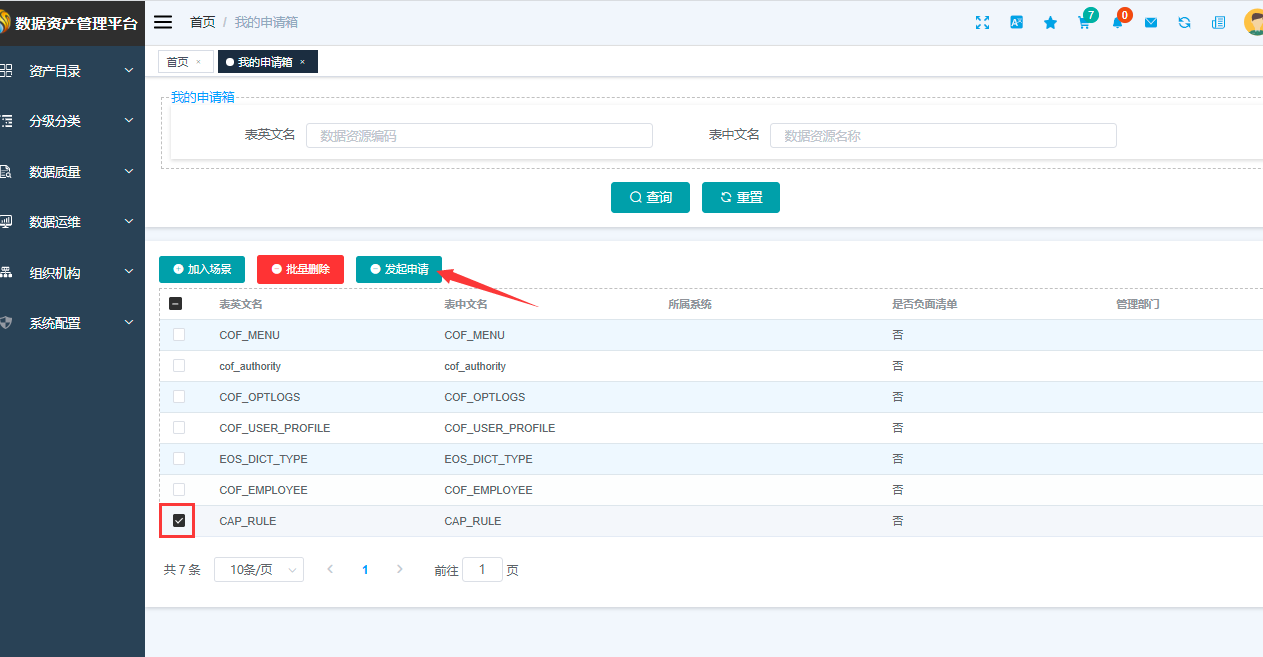 数据资产管理平台
首页 / 我的申请箱
7
0
首页 ×
我的申请箱 ×
资产目录
分级分类
数据质量
数据运维
组织机构
系统配置
我的申请箱
表英文名 数据资源编码 表中文名 数据资源名称
查询 重置
加入场景 批量删除 发起申请
表英文名 表中文名 所属系统 是否负面清单 管理部门
COF_MENU COF_MENU 否
cof_authority cof_authority 否
COF_OPTLOGS COF_OPTLOGS 否
COF_USER_PROFILE COF_USER_PROFILE 否
EOS_DICT_TYPE EOS_DICT_TYPE 否
COF_EMPLOYEE COF_EMPLOYEE 否
CAP_RULE CAP_RULE 否
共 7 条 10条/页 < 1 > 前往 1 页